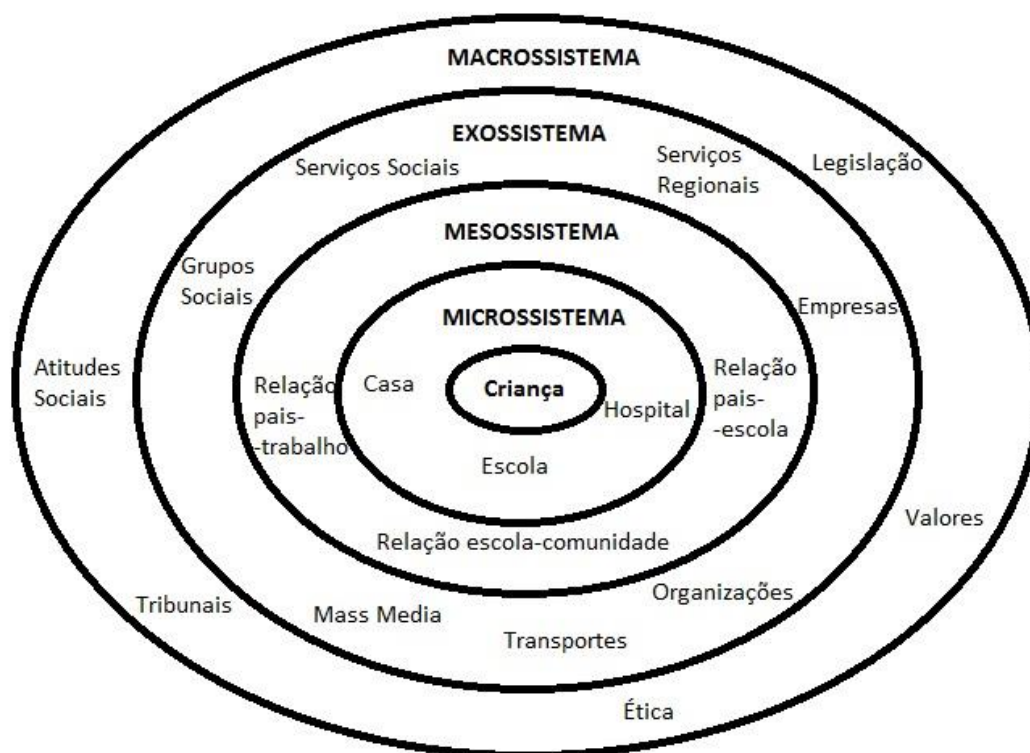 MACROSSISTEMA
EXOSSISTEMA
Serviços Sociais
Serviços
Regionais
Legislação
MESOSSISTEMA
Grupos
Sociais
Empresas
MICROSSISTEMA
Atitudes
Sociais
Relação
pais-
-trabalho
Casa
Criança
Hospital
Relação
pais-
-escola
Escola
Valores
Relação escola-comunidade
Organizações
Tribunais
Mass Media
Transportes
Ética